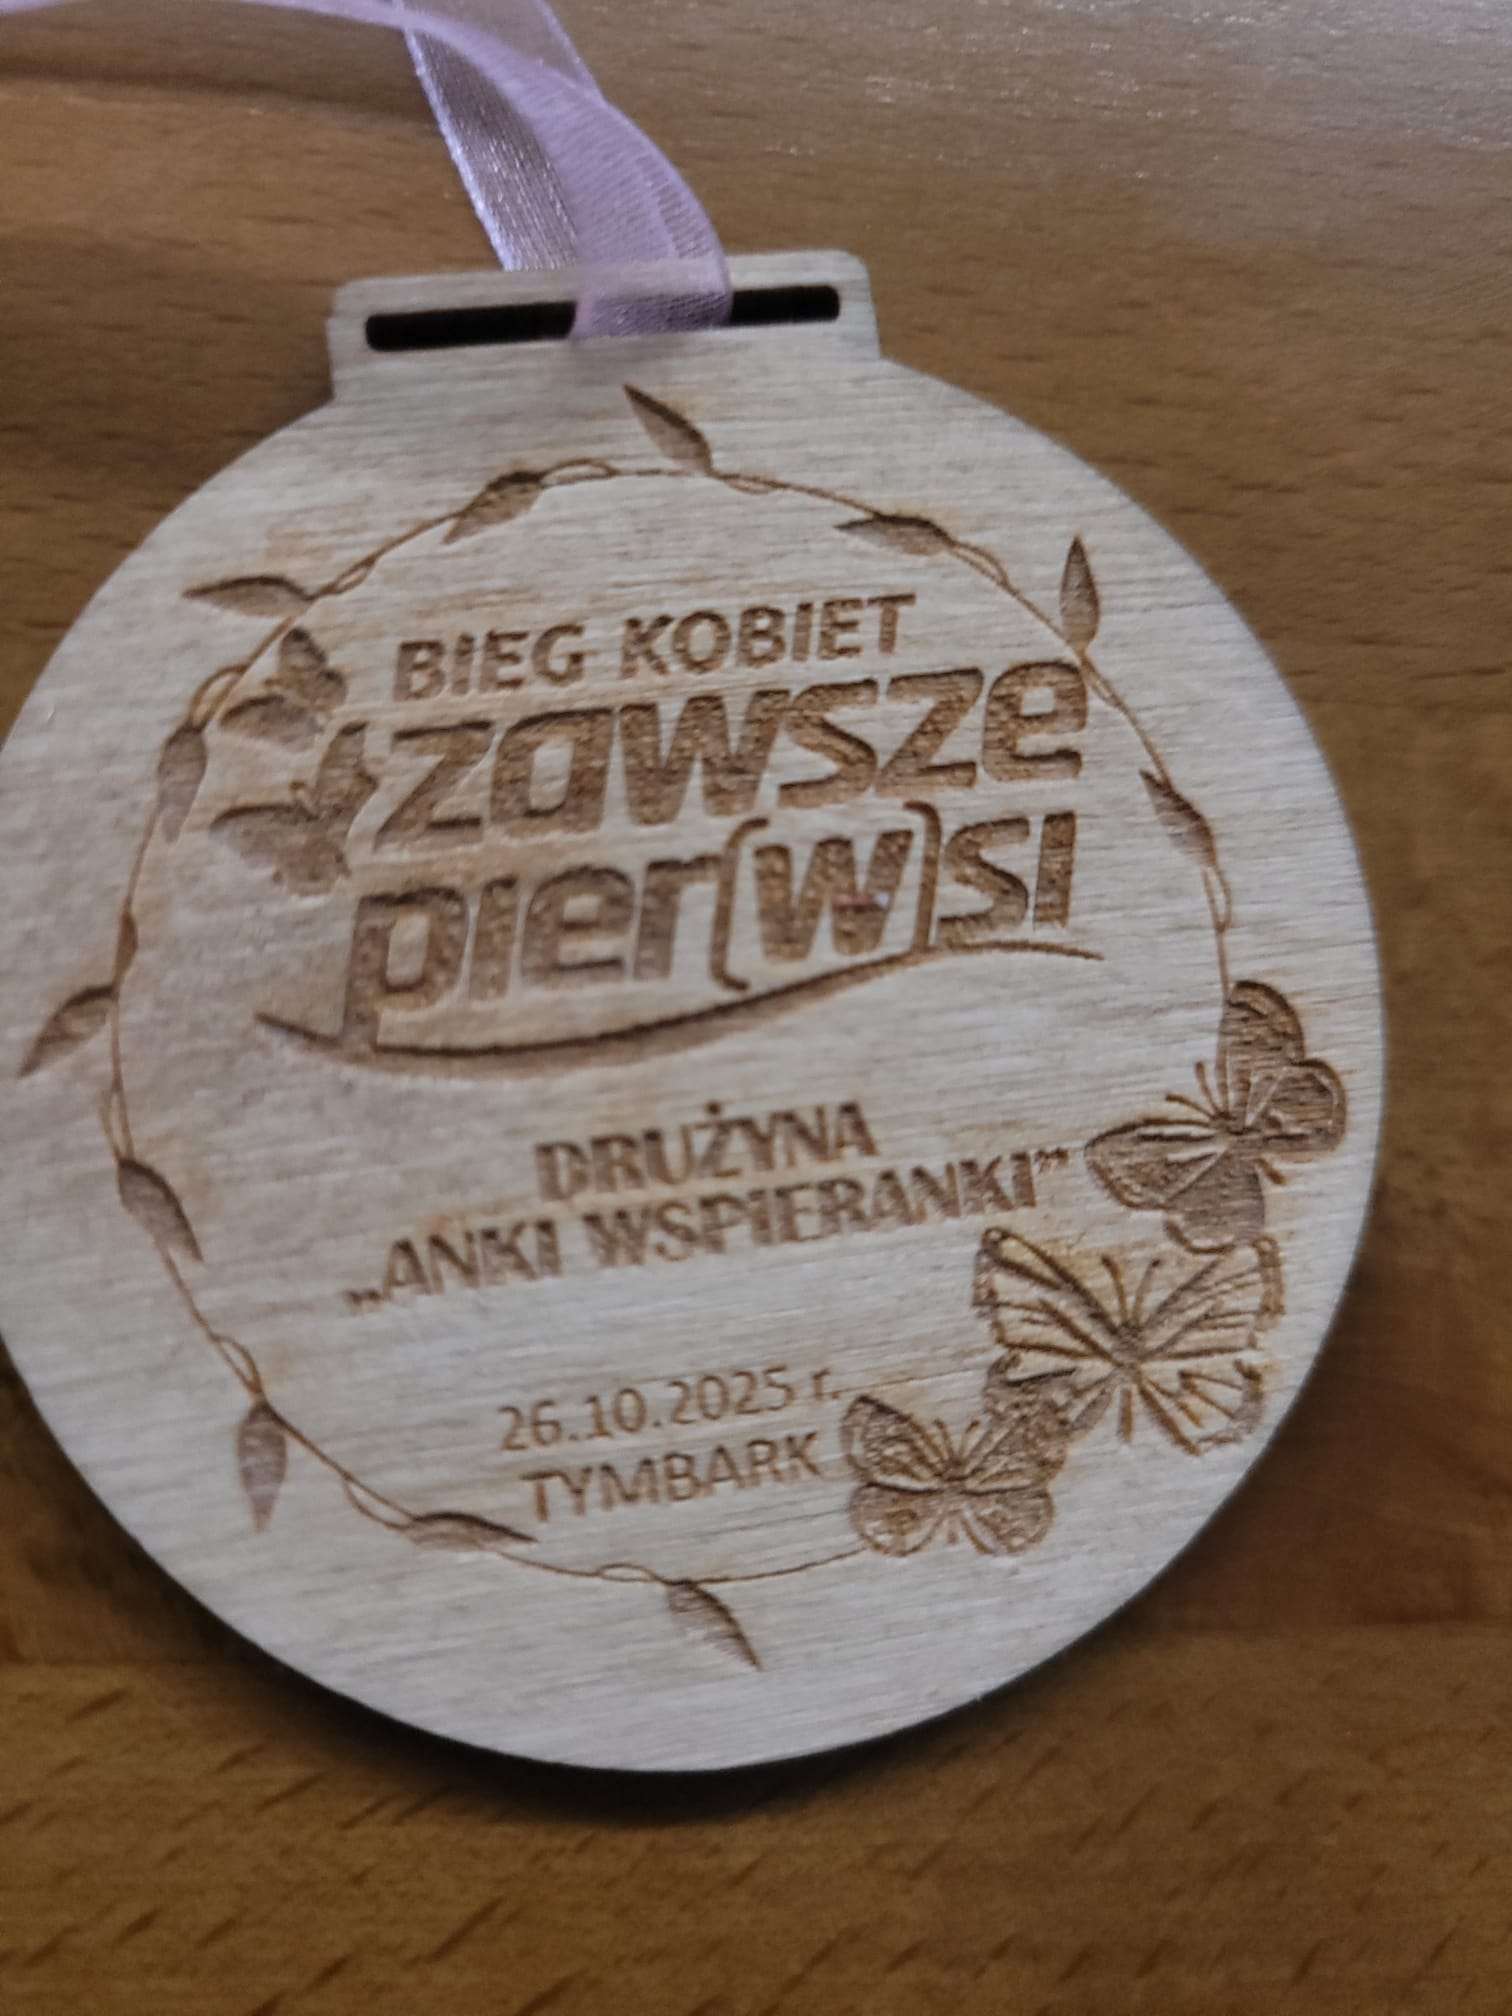 BIEG KOBIET
zawsze
pier(w)si
DRUŻYNA
„ANKI WSPIERANKI”
26.10.2025 r.
TYMBARK